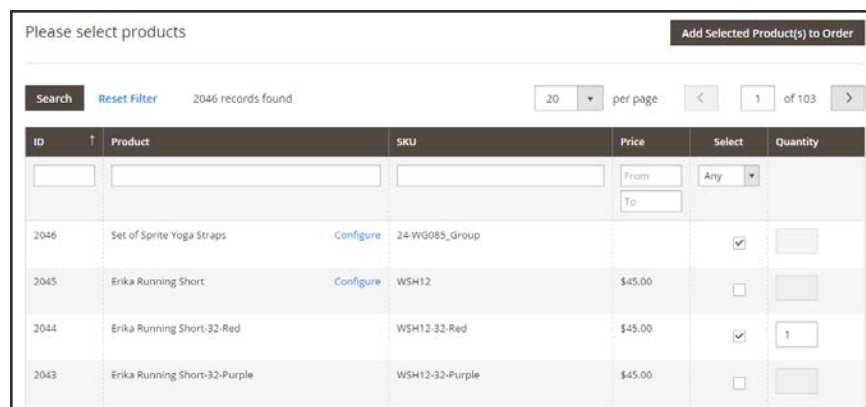 Please select products Add Selected Product(s) to Order
Search Reset Filter 2046 records found 20 per page 1 of 103
ID Product SKU Price Select Quantity
From Any
To
2046 Set of Sprite Yoga Straps Configure 24-WG085_Group
2045 Erika Running Short Configure WSH12 $45.00
2044 Erika Running Short-32-Red WSH12-32-Red $45.00 1
2043 Erika Running Short-32-Purple WSH12-32-Purple $45.00